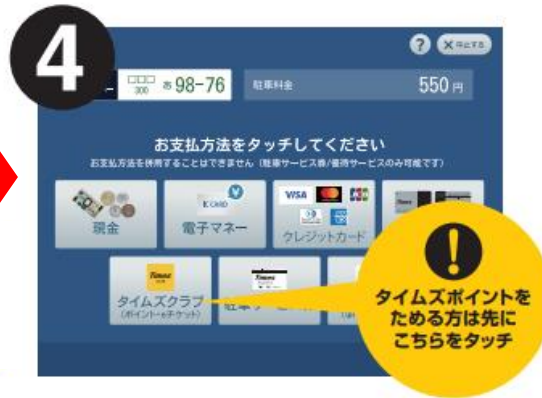 4
?
× 中止する
300
あ 98-76
駐車料金
550 円
お支払方法をタッチしてください
お支払方法を併用することはできません（駐車サービス券/優待サービスのみ可能です）
現金
IC CARD
電子マネー
VISA
JCB
クレジットカード
Times
タイムズクラブ
（ポイント・eチケット）
!
タイムズポイントを
ためる方は先に
こちらをタッチ